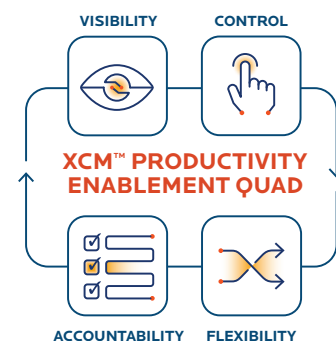 VISIBILITY CONTROL
XCM™ PRODUCTIVITY
ENABLEMENT QUAD
ACCOUNTABILITY FLEXIBILITY